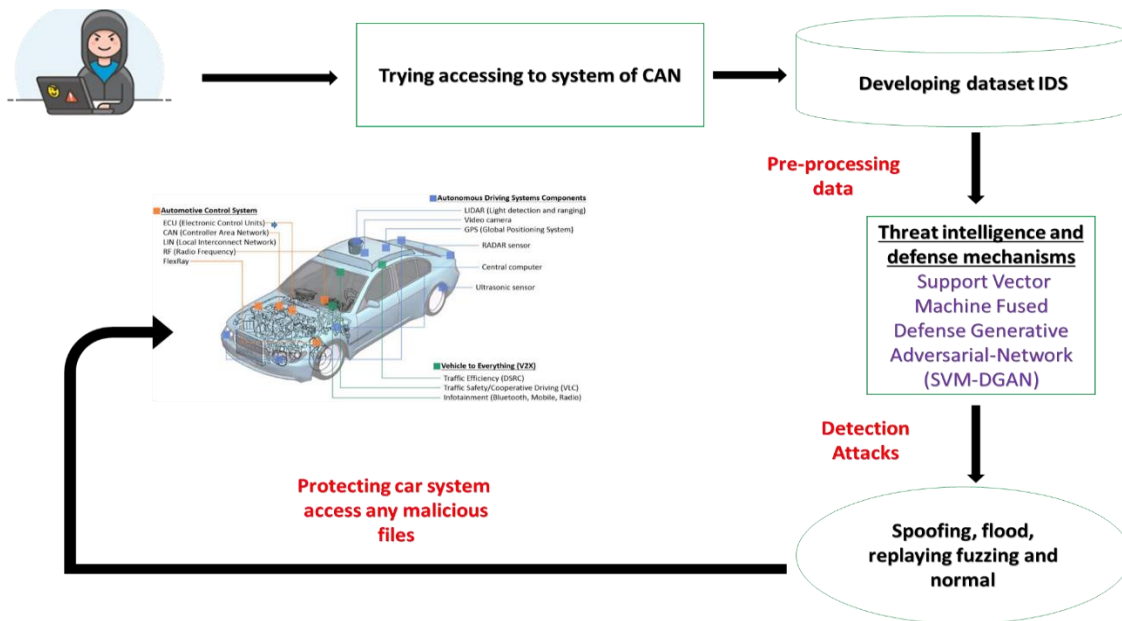 Trying accessing to system of CAN
Developing dataset IDS
Pre-processing
data
Threat intelligence and
defense mechanisms
Support Vector
Machine Fused
Defense Generative
Adversarial-Network
(SVM-DGAN)
Detection
Attacks
Spoofing, flood,
replaying fuzzing and
normal
Protecting car system
access any malicious
files
Automotive Control System
ECU (Electronic Control Units)
CAN (Controller Area Network)
LIN (Local Interconnect Network)
RF (Radio Frequency)
FlexRay
Autonomous Driving Systems Components
LIDAR (Light detection and ranging)
Video camera
GPS (Global Positioning System)
RADAR sensor
Central computer
Ultrasonic sensor
Vehicle to Everything (V2X)
Traffic Efficiency (DSRC)
Traffic Safety/Cooperative Driving (VLC)
Infotainment (Bluetooth, Mobile, Radio)